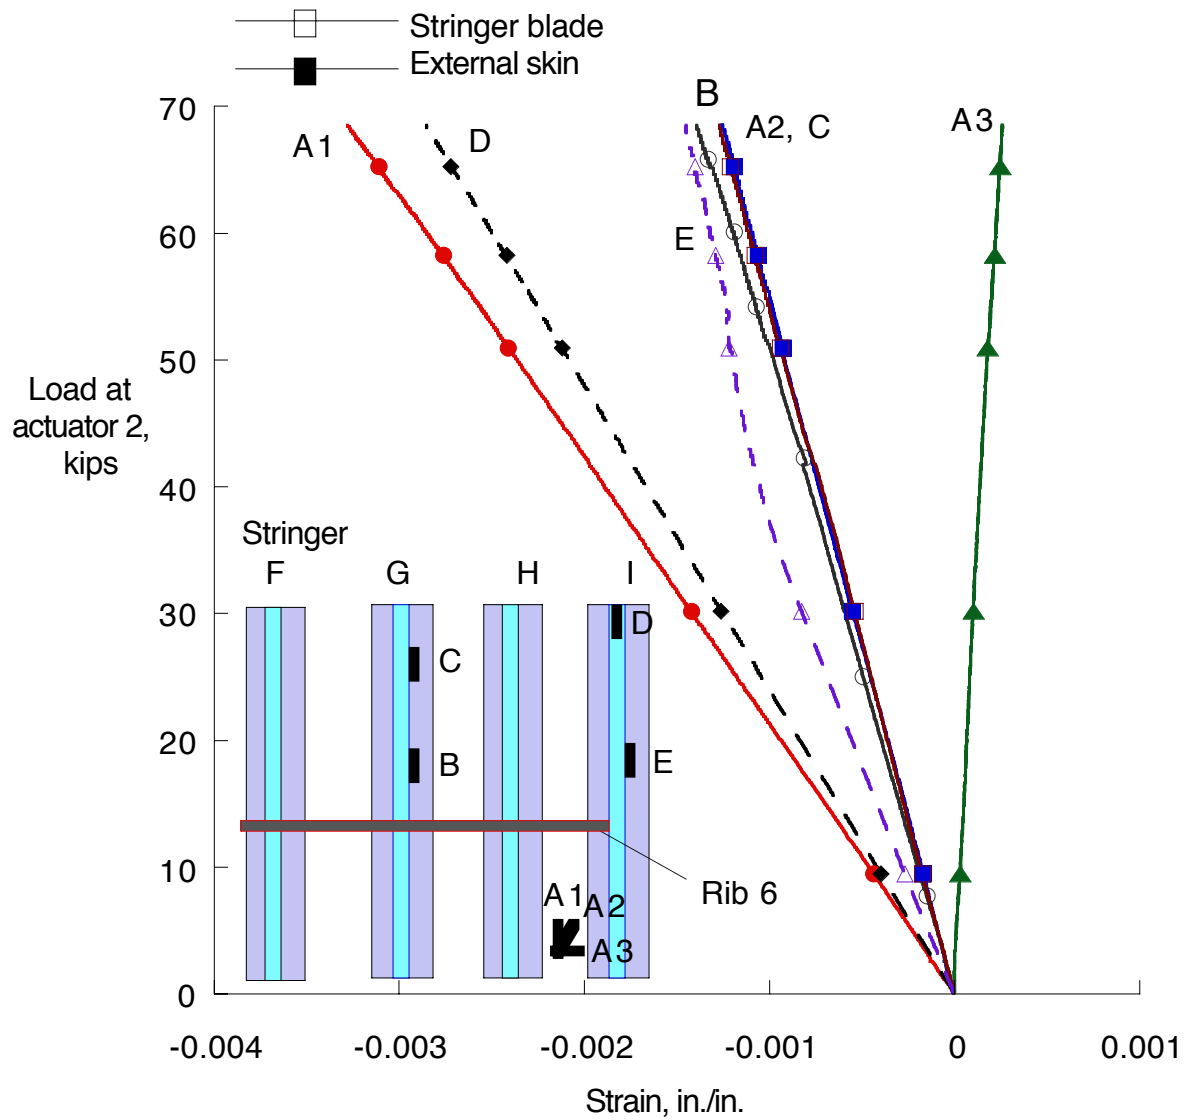 Stringer blade
External skin
70
B
A1
D
A2, C
A3
60
E
50
Load at
actuator 2,
kips
40
Stringer
F G H I
30
D
C
20
B E
10
A1
A2
Rib 6
A3
0
-0.004 -0.003 -0.002 -0.001 0 0.001
Strain, in./in.